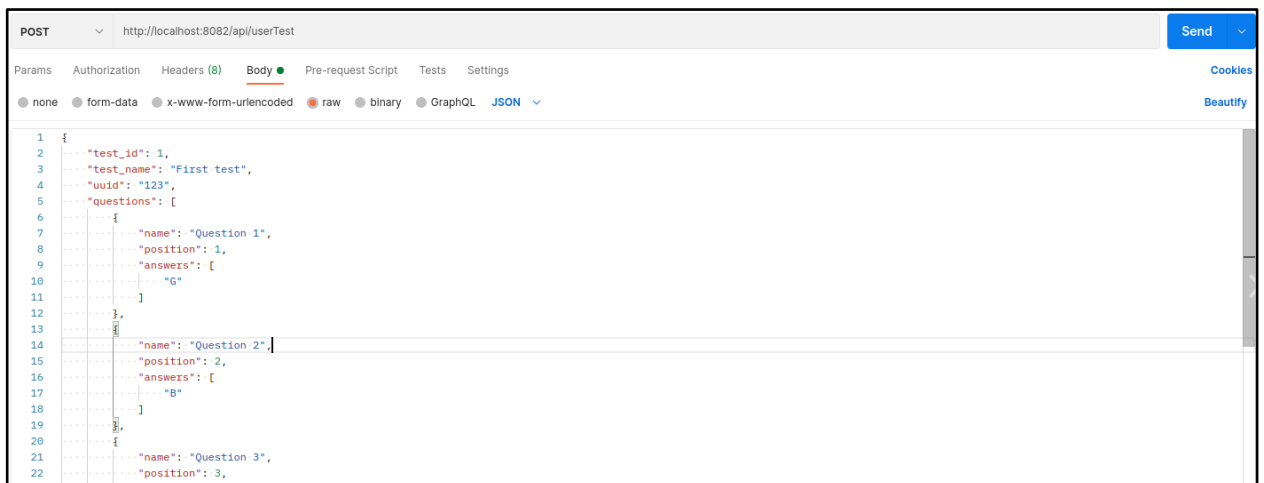 POST http://localhost:8082/api/userTest Send
Params Authorization Headers (8) Body Pre-request Script Tests Settings Cookies
none form-data x-www-form-urlencoded raw binary GraphQL JSON Beautify
1 {
2 "test_id": 1,
3 "test_name": "First test",
4 "uuid": "123",
5 "questions": [
6 {
7 "name": "Question 1",
8 "position": 1,
9 "answers": [
10 "G"
11 ]
12 },
13 {
14 "name": "Question 2",
15 "position": 2,
16 "answers": [
17 "B"
18 ]
19 },
20 {
21 "name": "Question 3",
22 "position": 3,